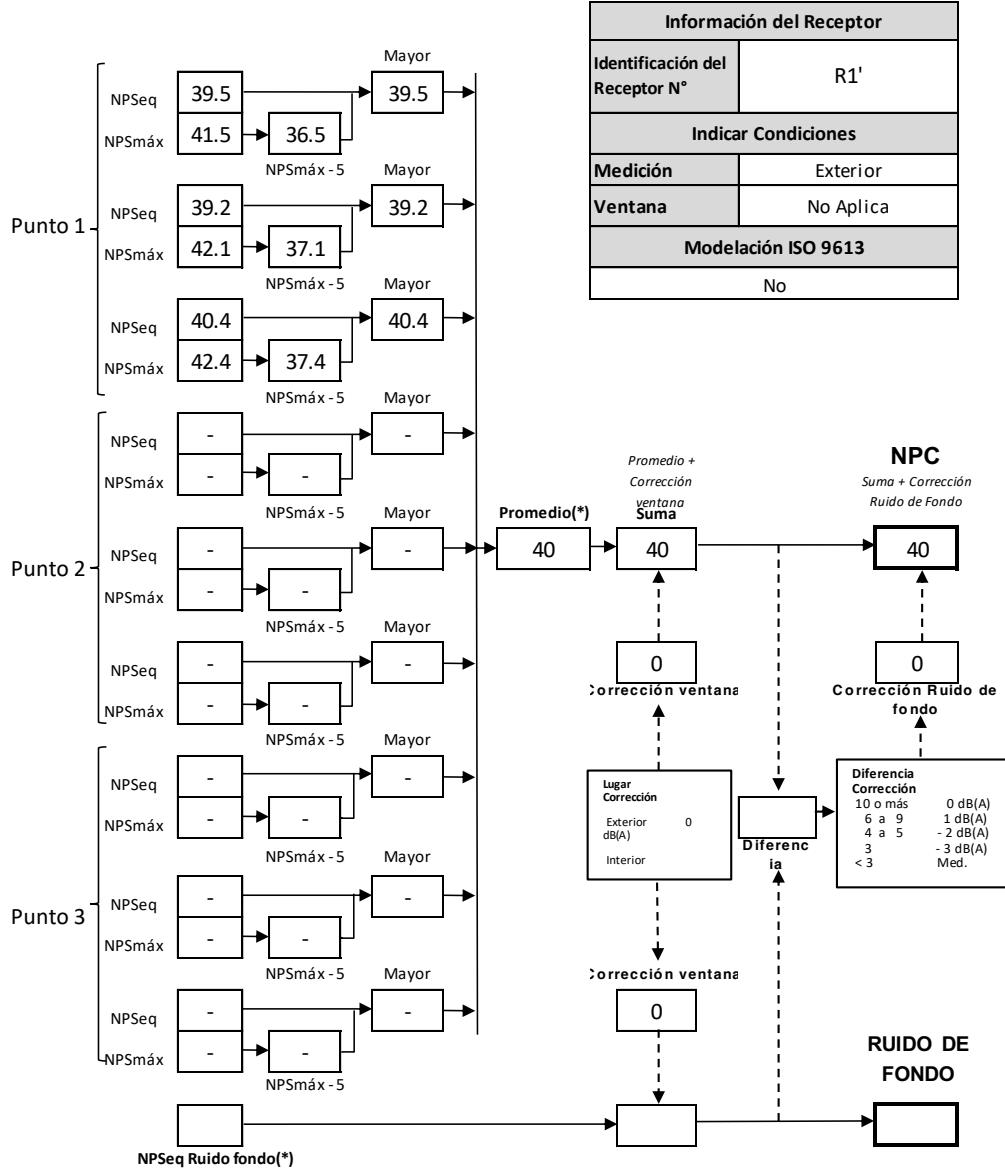 Información del Receptor
Identificación del
Receptor N°
R1'
Indicar Condiciones
Medición
Exterior
Ventana
No Aplica
Modelación ISO 9613
No
Punto 1
Mayor
NPSeq
39.5
39.5
NPSmáx
41.5
36.5
NPSmáx - 5
Mayor
NPSeq
39.2
39.2
NPSmáx
42.1
37.1
NPSmáx - 5
Mayor
NPSeq
40.4
40.4
NPSmáx
42.4
37.4
NPSmáx - 5
Punto 2
Mayor
NPSeq
-
-
NPSmáx
-
-
NPSmáx - 5
Mayor
NPSeq
-
-
NPSmáx
-
-
NPSmáx - 5
Mayor
NPSeq
-
-
NPSmáx
-
-
NPSmáx - 5
Punto 3
Mayor
NPSeq
-
-
NPSmáx
-
-
NPSmáx - 5
Mayor
NPSeq
-
-
NPSmáx
-
-
NPSmáx - 5
Mayor
NPSeq
-
-
NPSmáx
-
-
NPSmáx - 5
NPSeq Ruido fondo(*)
Promedio(*)
40
Promedio +
Corrección
ventana
Suma
40
NPC
Suma + Corrección
Ruido de Fondo
40
0
Corrección ventana
0
Corrección Ruido de
fondo
Lugar
Corrección
Exterior 0
dB(A)
Interior
Diferenc
ia
Diferencia
Corrección
10 o más 0 dB(A)
6 a 9 1 dB(A)
4 a 5 - 2 dB(A)
3 - 3 dB(A)
< 3 Med.
Corrección ventana
0
RUIDO DE
FONDO